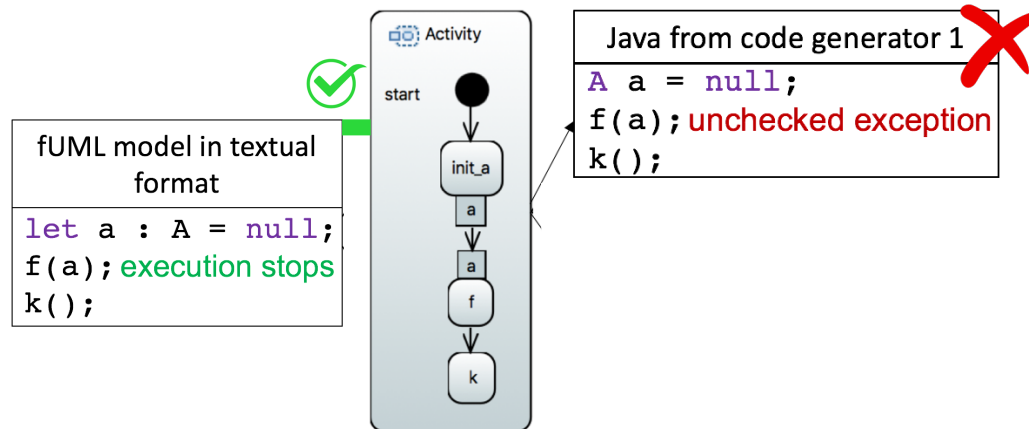 fUML model in textual
format
let a : A = null;
f(a); execution stops
k();
Activity
start
init_a
a
a
f
k
Java from code generator 1
A a = null;
f(a); unchecked exception
k();